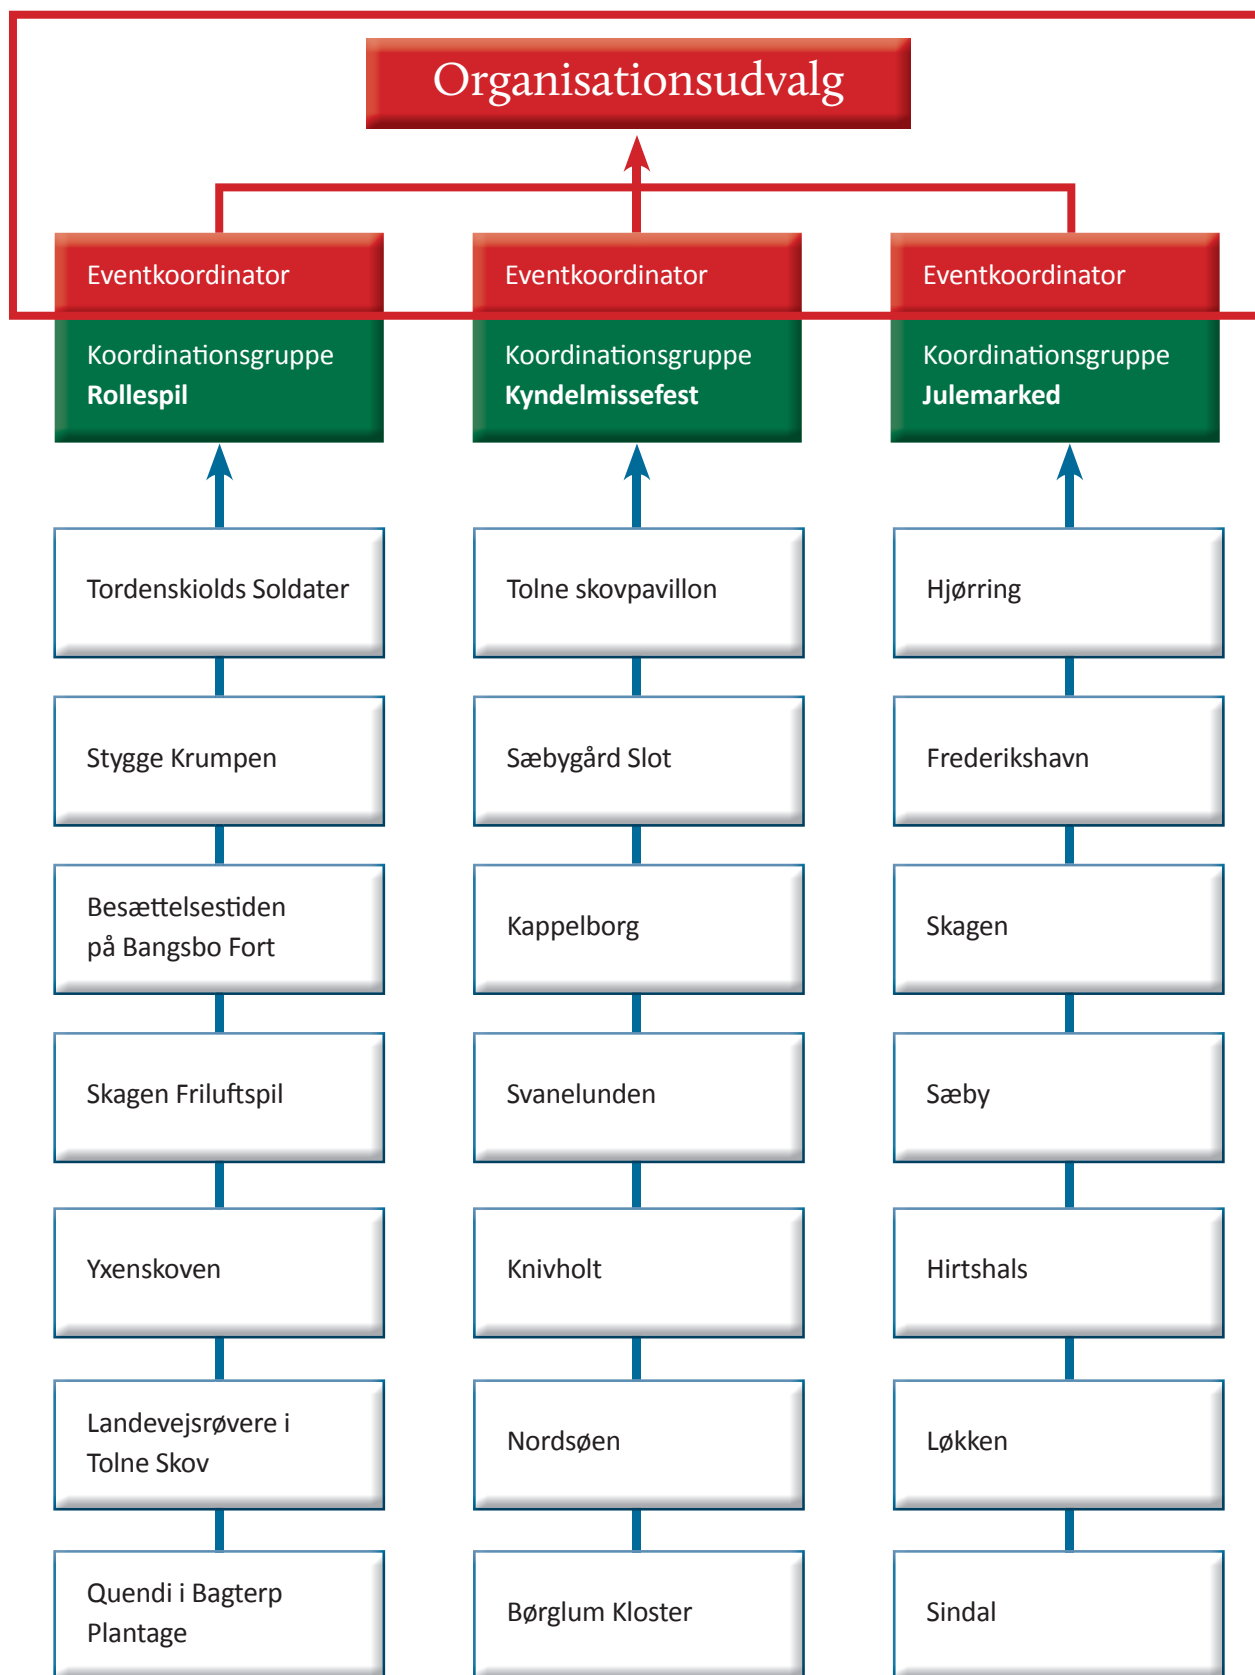 Organisationsudvalg
Eventkoordinator
Koordinationsgruppe
Rollespil
Eventkoordinator
Koordinationsgruppe
Kyndelmissefest
Eventkoordinator
Koordinationsgruppe
Julemarked
Tordenskiolds Soldater
Stygge Krumpen
Besættelsestiden
på Bangsbo Fort
Skagen Friluftspil
Yxenskoven
Landevejsrøvere i
Tolne Skov
Quendi i Bagterp
Plantage
Tolne skovpavillon
Sæbygård Slot
Kappelborg
Svanelunden
Knivholt
Nordsøen
Børglum Kloster
Hjørring
Frederikshavn
Skagen
Sæby
Hirtshals
Løkken
Sindal